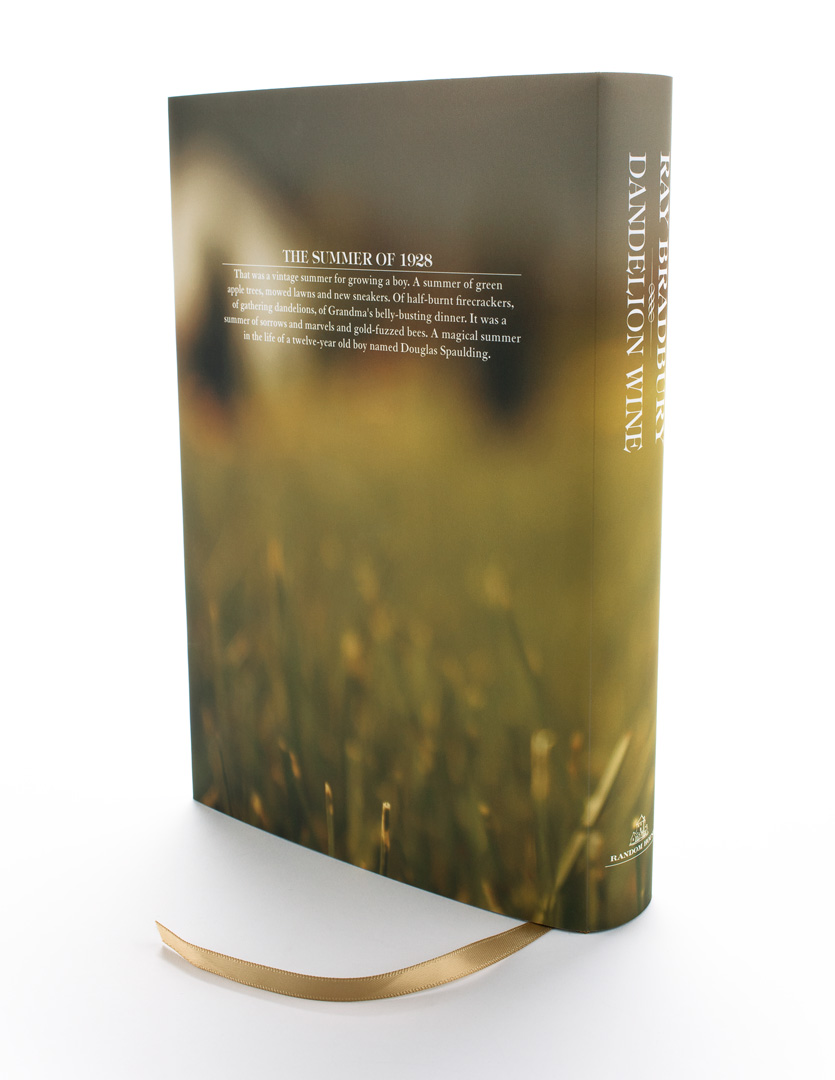 THE SUMMER OF 1928
That was a vintage summer for growing a boy. A summer of green
apple trees, mowed lawns and new sneakers. Of half-burnt firecrackers,
of gathering dandelions, of Grandma's belly-busting dinner. It was a
summer of sorrows and marvels and gold-fuzzed bees. A magical summer
in the life of a twelve-year old boy named Douglas Spaulding.
RAY BRADBURY
DANDELION WINE
RANDOM